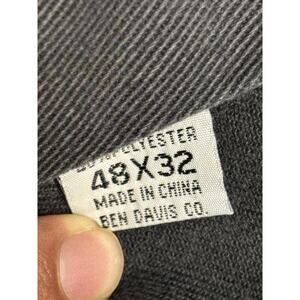 POLYESTER
48X32
MADE IN CHINA
BEN DAVIS CO.